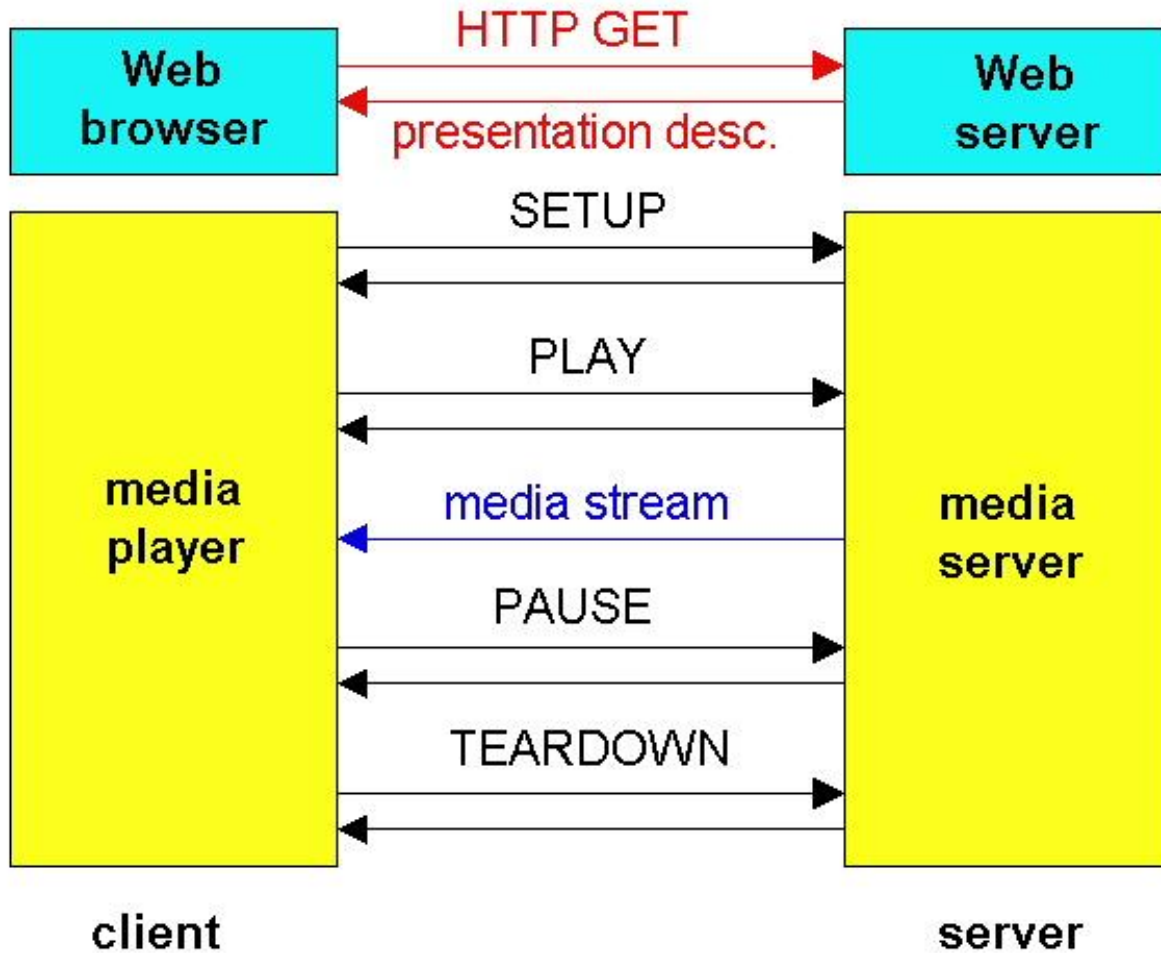 HTTP GET
Web
browser
Web
server
presentation desc.
SETUP
PLAY
media
player
media stream
media
server
PAUSE
TEARDOWN
client
server